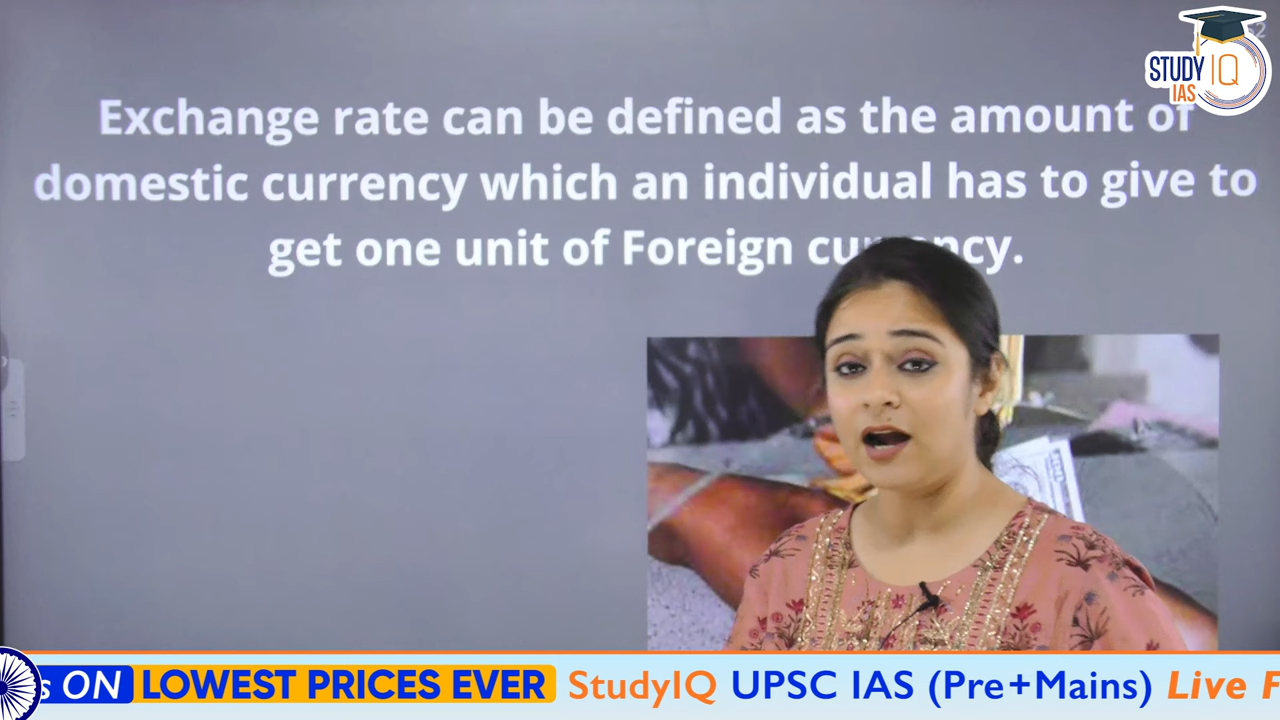 STUDY IQ
IAS
Exchange rate can be defined as the amount of
domestic currency which an individual has to give to
get one unit of Foreign currency.
ON LOWEST PRICES EVER StudyIQ UPSC IAS (Pre+Mains) Live